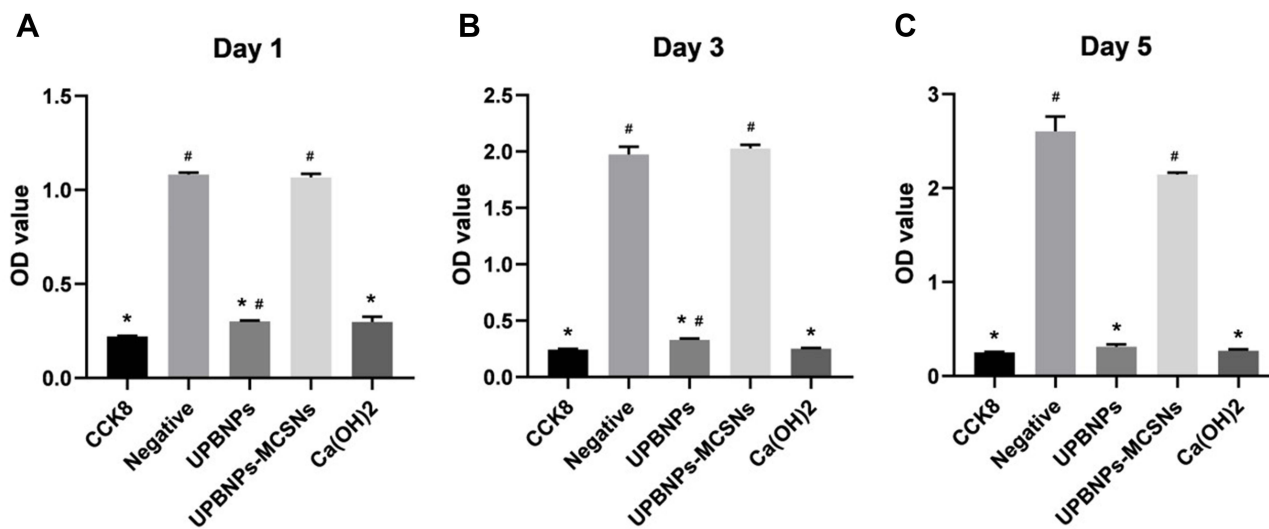 A
Day 1
OD value
1.5
1.0
0.5
0.0
*
#
* #
#
*
CCK8
Negative
UPBNPs
UPBNPs-MCSNs
Ca(OH)2
B
Day 3
OD value
2.5
2.0
1.5
1.0
0.5
0.0
*
#
* #
#
*
CCK8
Negative
UPBNPs
UPBNPs-MCSNs
Ca(OH)2
C
Day 5
OD value
3
2
1
0
*
#
*
#
*
CCK8
Negative
UPBNPs
UPBNPs-MCSNs
Ca(OH)2